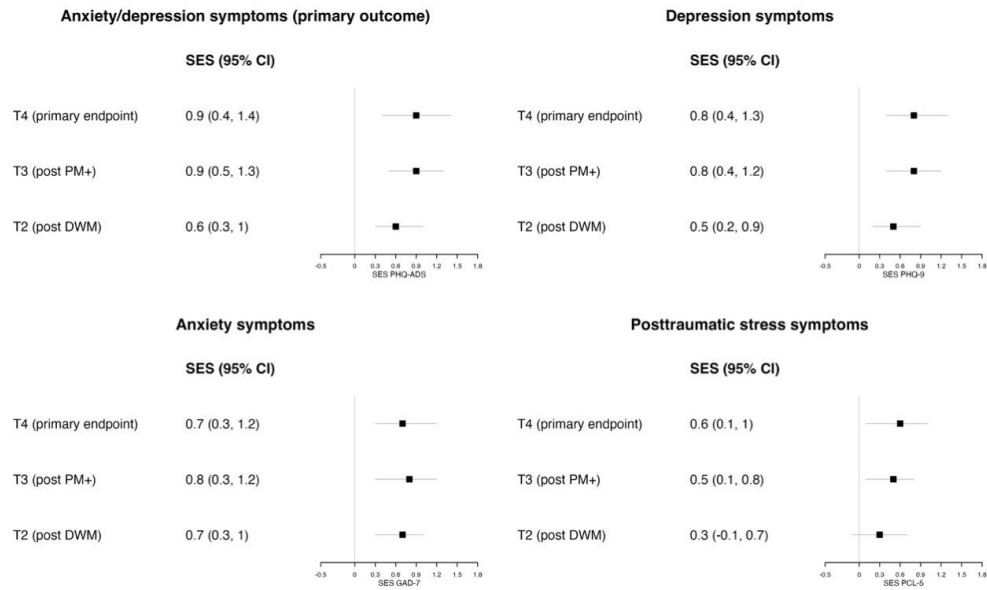 Anxiety/depression symptoms (primary outcome)
SES (95% CI)
T4 (primary endpoint) 0.9 (0.4, 1.4)
T3 (post PM+) 0.9 (0.5, 1.3)
T2 (post DWM) 0.6 (0.3, 1)
-0.5 0 0.3 0.6 0.9 1.2 1.5 1.8
SES PHQ-ADS
Depression symptoms
SES (95% CI)
T4 (primary endpoint) 0.8 (0.4, 1.3)
T3 (post PM+) 0.8 (0.4, 1.2)
T2 (post DWM) 0.5 (0.2, 0.9)
-0.5 0 0.3 0.6 0.9 1.2 1.5 1.8
SES PHQ-9
Anxiety symptoms
SES (95% CI)
T4 (primary endpoint) 0.7 (0.3, 1.2)
T3 (post PM+) 0.8 (0.3, 1.2)
T2 (post DWM) 0.7 (0.3, 1)
-0.5 0 0.3 0.6 0.9 1.2 1.5 1.8
SES GAD-7
Posttraumatic stress symptoms
SES (95% CI)
T4 (primary endpoint) 0.6 (0.1, 1)
T3 (post PM+) 0.5 (0.1, 0.8)
T2 (post DWM) 0.3 (-0.1, 0.7)
-0.5 0 0.3 0.6 0.9 1.2 1.5 1.8
SES PCL-5